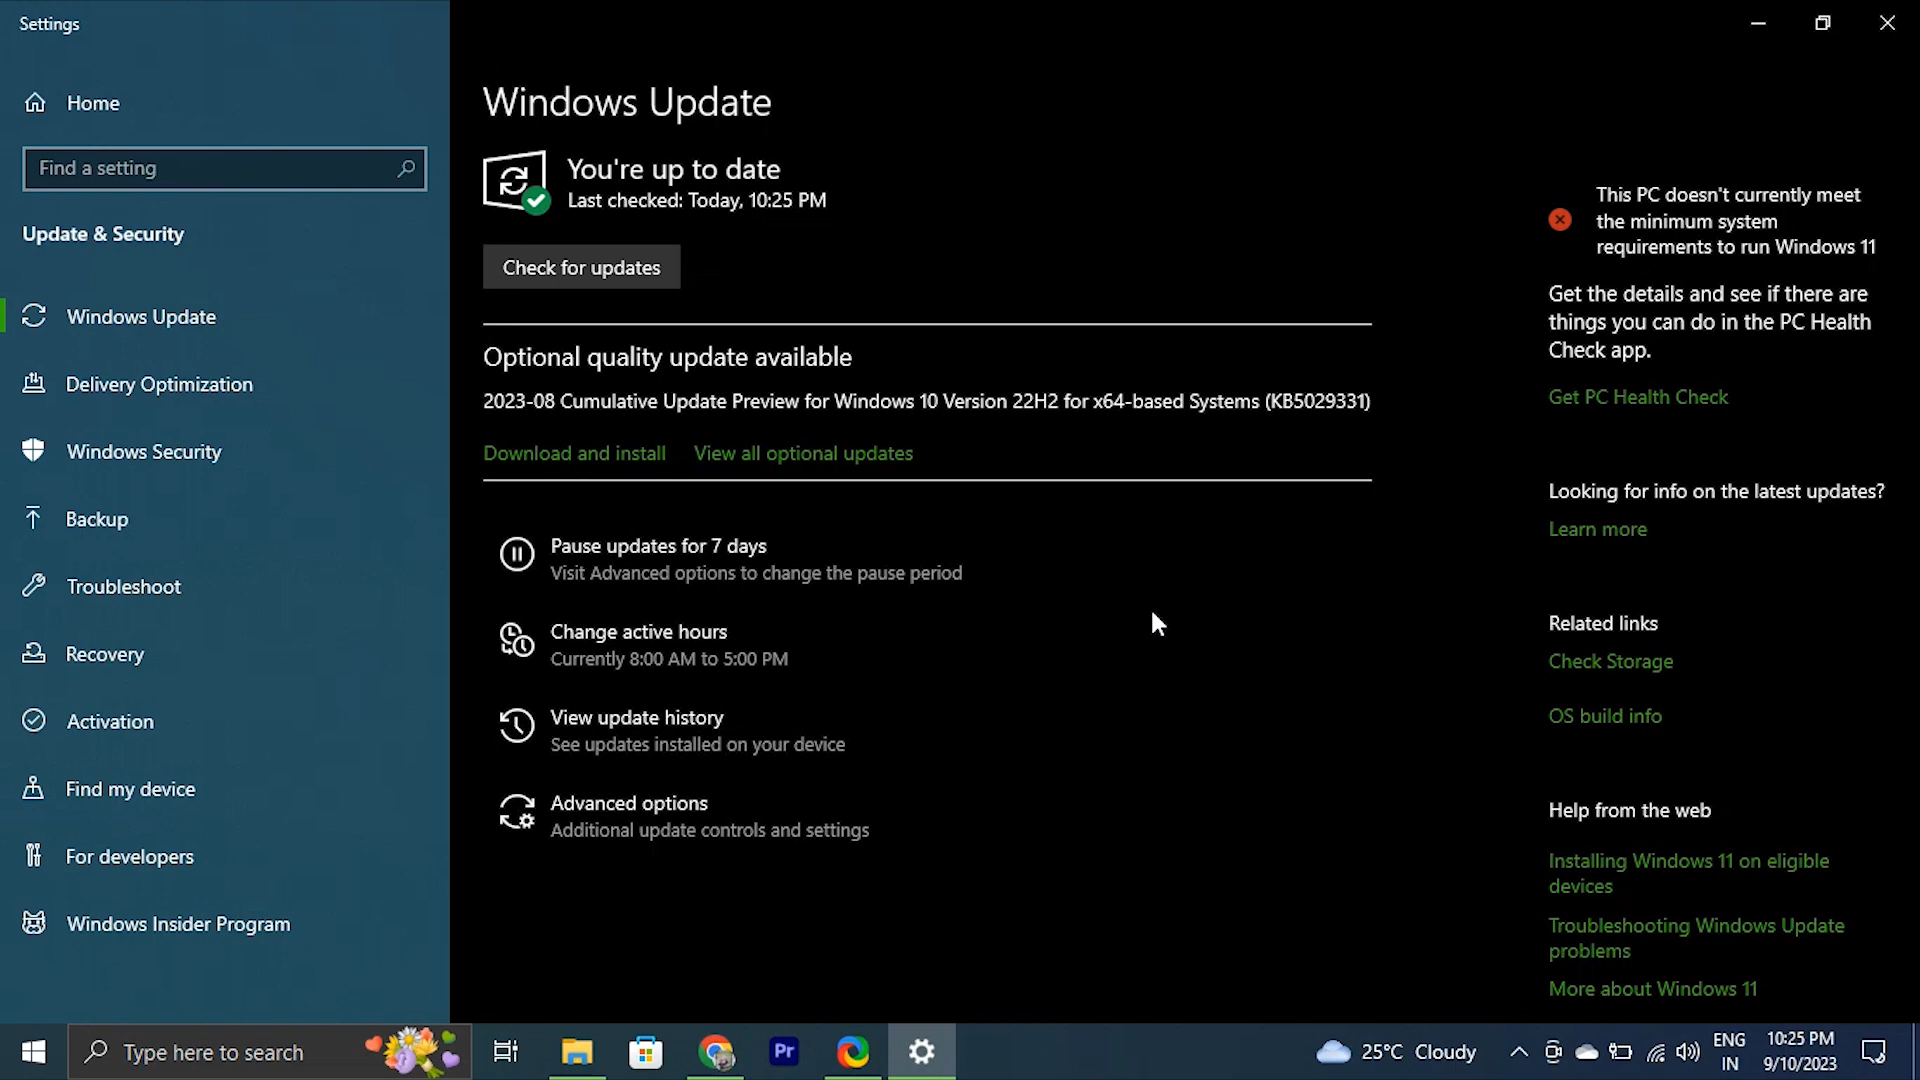 Settings
Home
Find a setting
Update & Security
Windows Update
Delivery Optimization
Windows Security
Backup
Troubleshoot
Recovery
Activation
Find my device
For developers
Windows Insider Program
Windows Update
You're up to date
Last checked: Today, 10:25 PM
Check for updates
Optional quality update available
2023-08 Cumulative Update Preview for Windows 10 Version 22H2 for x64-based Systems (KB5029331)
Download and install View all optional updates
Pause updates for 7 days
Visit Advanced options to change the pause period
Change active hours
Currently 8:00 AM to 5:00 PM
View update history
See updates installed on your device
Advanced options
Additional update controls and settings
This PC doesn't currently meet
the minimum system
requirements to run Windows 11
Get the details and see if there are
things you can do in the PC Health
Check app.
Get PC Health Check
Looking for info on the latest updates?
Learn more
Related links
Check Storage
OS build info
Help from the web
Installing Windows 11 on eligible
devices
Troubleshooting Windows Update
problems
More about Windows 11
Type here to search
Pr
25°C Cloudy
ENG
IN
10:25 PM
9/10/2023